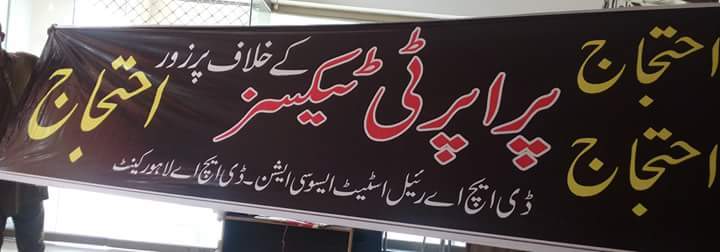 احتجاج
احتجاج
پراپرٹی ٹیکسز کے خلاف پرزور احتجاج
ڈی ایچ اے رئیل اسٹیٹ ایسوسی ایشن۔ ڈی ایچ اے لاہور کینٹ